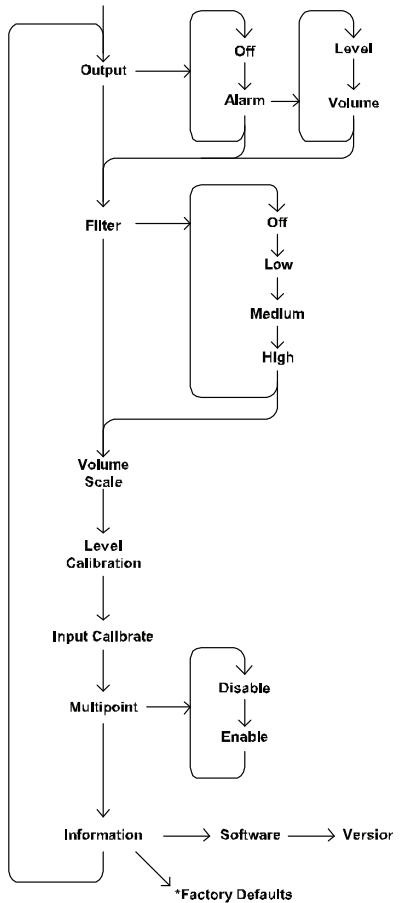 Output
Off
Alarm
Level
Volume
Filter
Off
Low
Medium
High
Volume
Scale
Level
Calibration
Input Calibrate
Multipoint
Disable
Enable
Information
Software
Version
*Factory Defaults